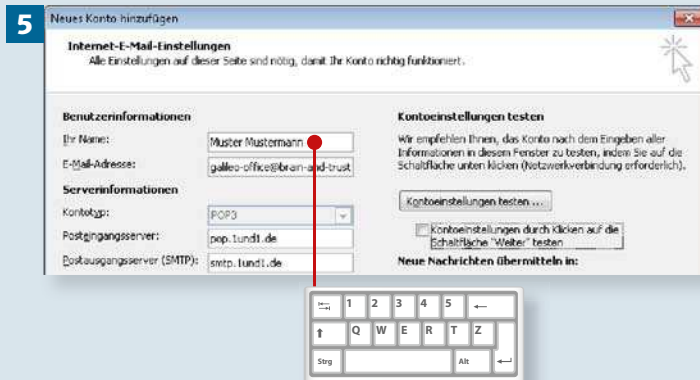 5
Neues Konto hinzufügen
Internet-E-Mail-Einstellungen
Alle Einstellungen auf dieser Seite sind nötig, damit Ihr Konto richtig funktioniert.
Benutzerinformationen
Ihr Name:
Muster Mustermann
E-Mail-Adresse:
galileo-office@brain-and-trust
Serverinformationen
Kontotyp:
POP3
Posteingangsserver:
pop.1und1.de
Postausgangsserver (SMTP):
smtp.1und1.de
Kontoeinstellungen testen
Wir empfehlen Ihnen, das Konto nach dem Eingeben aller
Informationen in diesem Fenster zu testen, indem Sie auf die
Schaltfläche unten klicken (Netzwerkverbindung erforderlich).
Kontoeinstellungen testen ...
Kontoeinstellungen durch Klicken auf die
Schaltfläche "Weiter" testen
Neue Nachrichten übermitteln in:
1 2 3 4 5
Q W E R T Z
Strg Alt